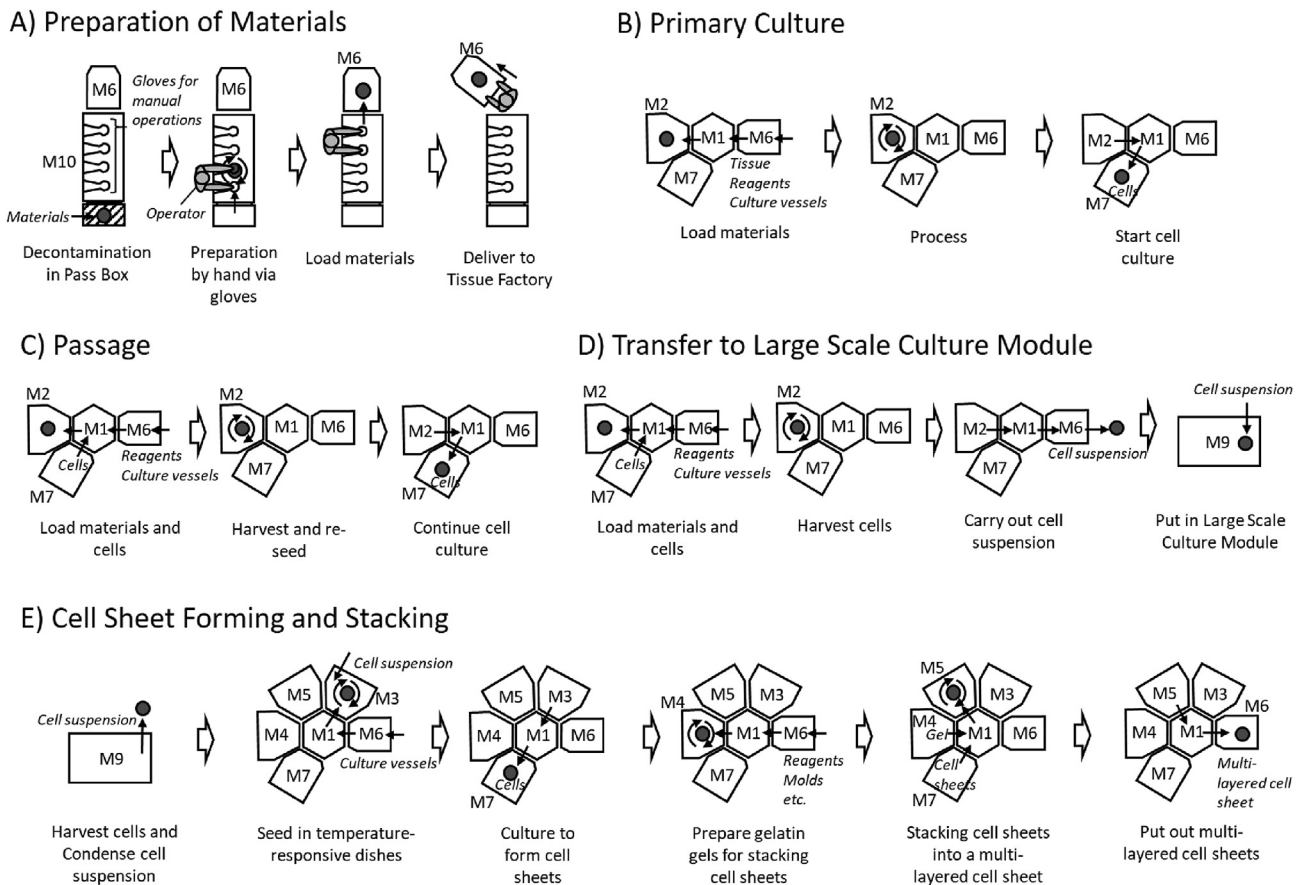 A) Preparation of Materials
M6
Gloves for
manual
operations
M10
Materials
Decontamination
in Pass Box
M6
Operator
Preparation
by hand via
gloves
M6
Load materials
M6
Deliver to
Tissue Factory
B) Primary Culture
M2
M1
M6
M7
Tissue
Reagents
Culture vessels
Load materials
M2
M1
M6
M7
Process
M2
M1
M6
Cells
M7
Start cell
culture
C) Passage
M2
M1
M6
Cells
Reagents
Culture vessels
M7
Load materials and
cells
M2
M1
M6
M7
Harvest and re-
seed
M2
M1
M6
Cells
M7
Continue cell
culture
D) Transfer to Large Scale Culture Module
M2
M1
M6
Cells
Reagents
Culture vessels
M7
Load materials and
cells
M2
M1
M6
M7
Harvest cells
M2
M1
M6
Cell suspension
M7
Carry out cell
suspension
Cell suspension
M9
Put in Large Scale
Culture Module
E) Cell Sheet Forming and Stacking
Cell suspension
M9
Harvest cells and
Condense cell
suspension
Cell suspension
M5
M3
M4
M1
M6
Culture vessels
M7
Seed in temperature-
responsive dishes
M5
M3
M4
M1
M6
Cells
M7
Culture to
form cell
sheets
M5
M3
M4
M1
M6
M7
Reagents
Molds
etc.
Prepare gelatin
gels for stacking
cell sheets
M5
M3
M4
Gel
M1
M6
Cell
sheets
M7
Stacking cell sheets
into a multi-
layered cell sheet
M5
M3
M6
M4
M1
M7
Multi-
layered cell
sheet
Put out multi-
layered cell sheets